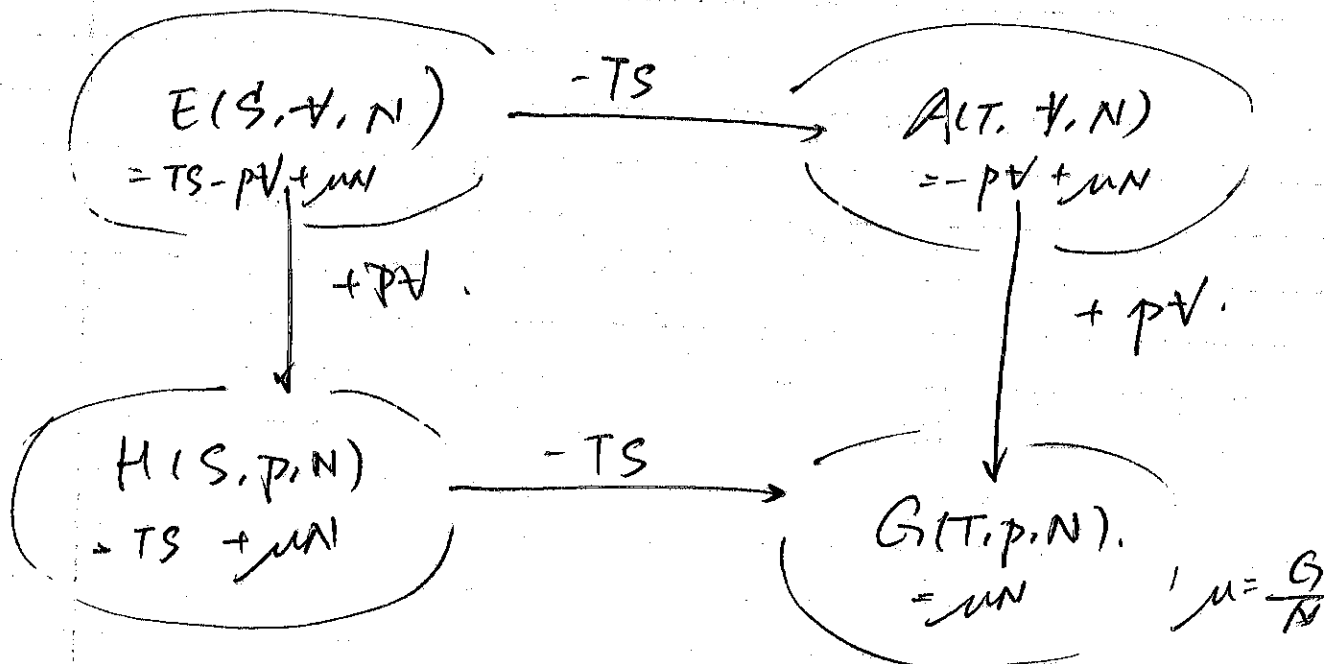 E(S, V, N)
= TS - pV + μN
-TS
A(T, V, N)
= -pV + μN
+pV.
+ pV.
H(S, p, N)
= TS + μN
-TS
G(T, p, N).
= μN
, μ = G/N